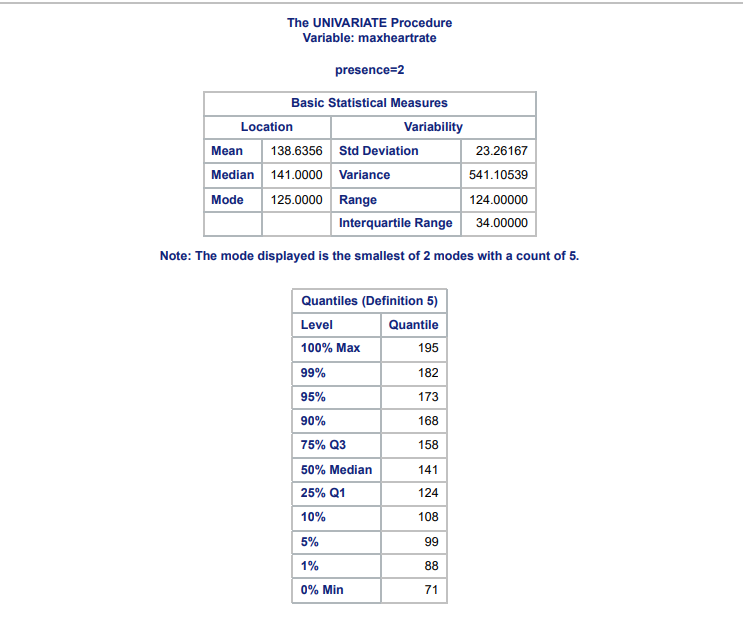 The UNIVARIATE Procedure
Variable: maxheartrate
presence=2
Basic Statistical Measures
Location Variability
Mean 138.6356 Std Deviation 23.26167
Median 141.0000 Variance 541.10539
Mode 125.0000 Range 124.00000
Interquartile Range 34.00000
Note: The mode displayed is the smallest of 2 modes with a count of 5.
Quantiles (Definition 5)
Level Quantile
100% Max 195
99% 182
95% 173
90% 168
75% Q3 158
50% Median 141
25% Q1 124
10% 108
5% 99
1% 88
0% Min 71